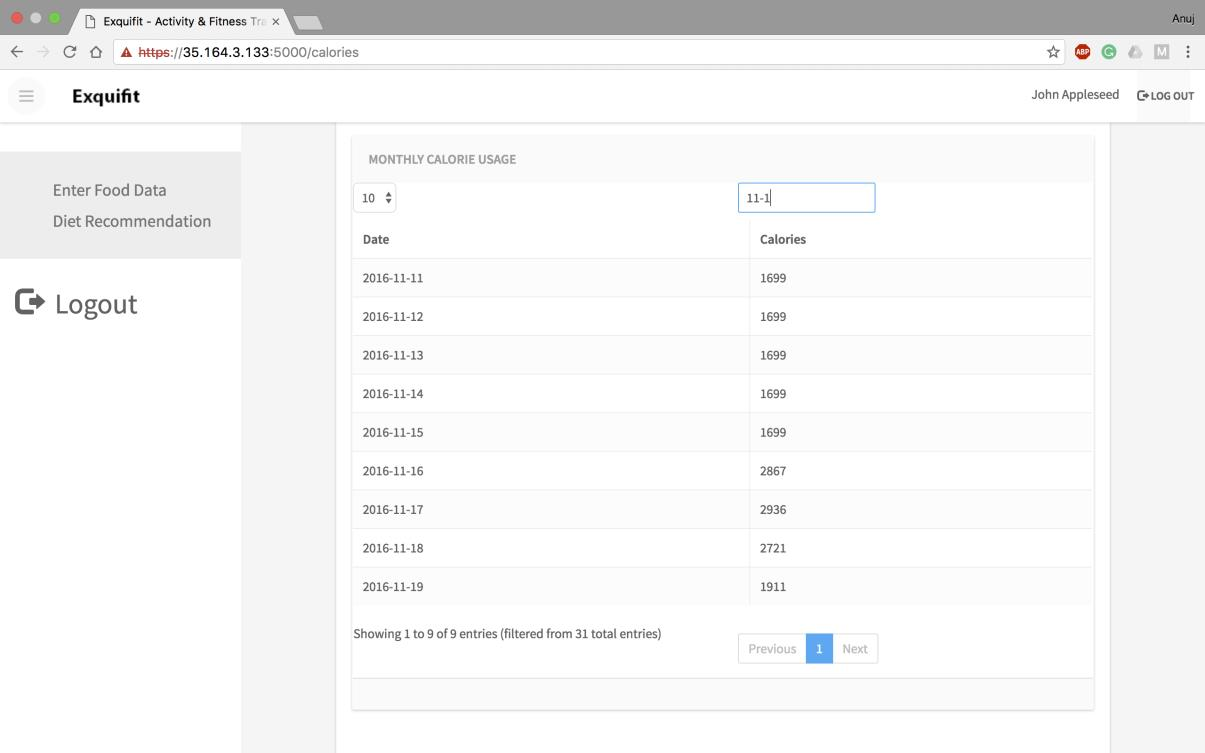 Exquifit - Activity & Fitness Tra
Anuj
https://35.164.3.133:5000/calories
ABP
G
M
Exquifit
John Appleseed
LOG OUT
Enter Food Data
Diet Recommendation
Logout
MONTHLY CALORIE USAGE
10
11-1
Date Calories
2016-11-11 1699
2016-11-12 1699
2016-11-13 1699
2016-11-14 1699
2016-11-15 1699
2016-11-16 2867
2016-11-17 2936
2016-11-18 2721
2016-11-19 1911
Showing 1 to 9 of 9 entries (filtered from 31 total entries)
Previous 1 Next